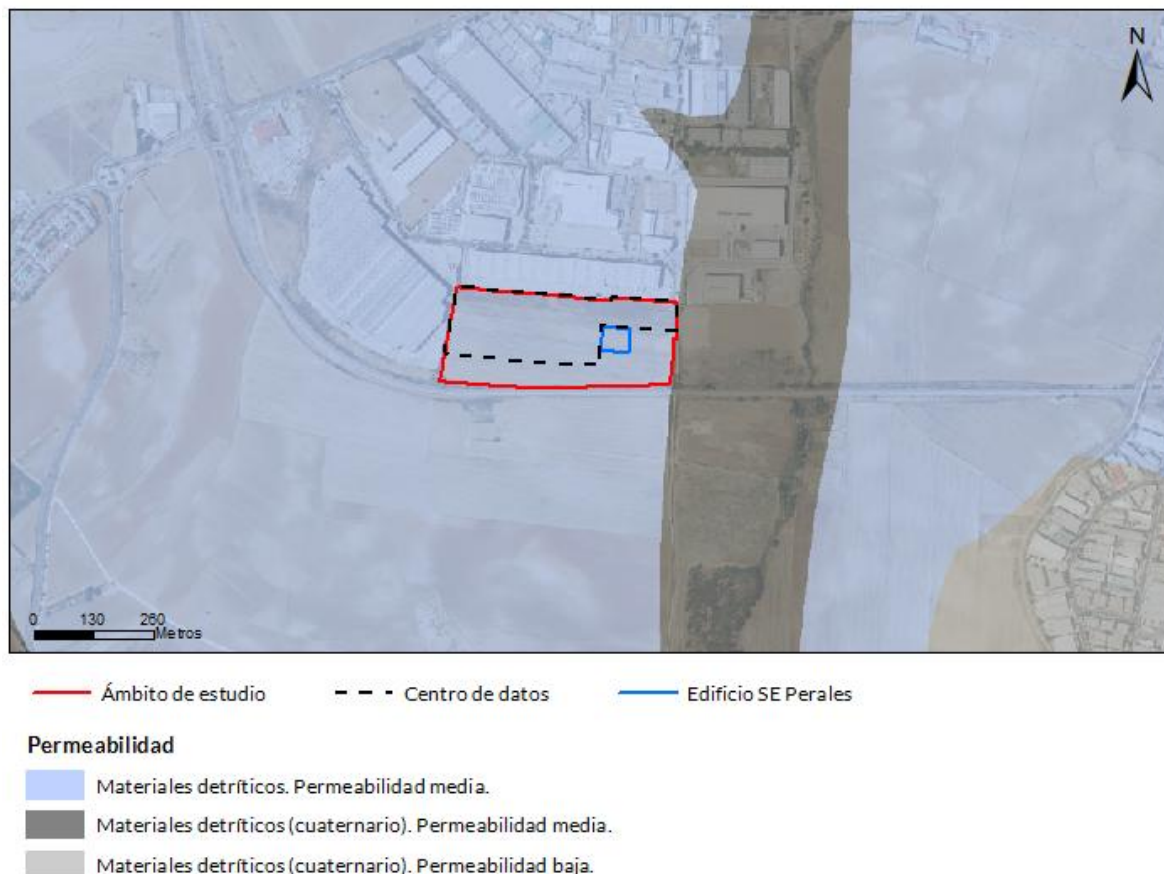 N
0 130 260
Metros
Ámbito de estudio
Centro de datos
Edificio SE Perales
Permeabilidad
Materiales detríticos. Permeabilidad media.
Materiales detríticos (cuaternario). Permeabilidad media.
Materiales detríticos (cuaternario). Permeabilidad baja.